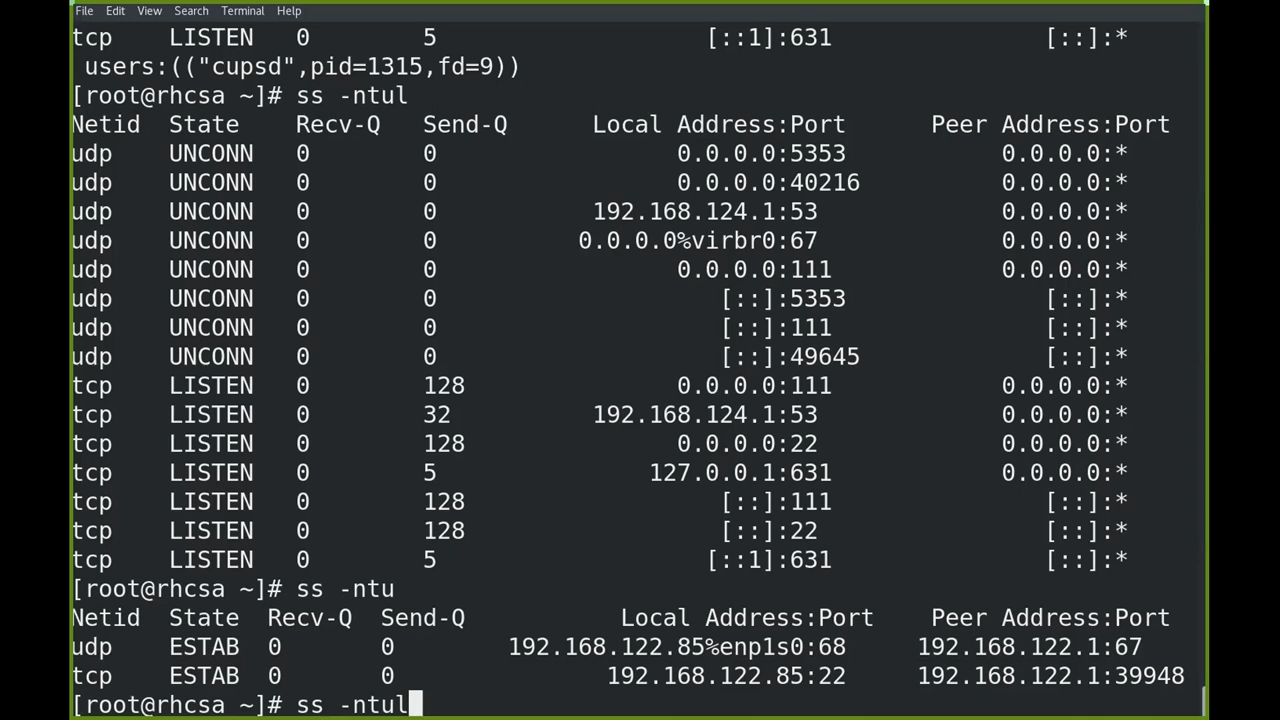 File Edit View Search Terminal Help
tcp LISTEN 0 5 [::1]:631 [::]:*
users:(("cupsd",pid=1315,fd=9))
[root@rhcsa ~]# ss -ntul
Netid State Recv-Q Send-Q Local Address:Port Peer Address:Port
udp UNCONN 0 0 0.0.0.0:5353 0.0.0.0:*
udp UNCONN 0 0 0.0.0.0:40216 0.0.0.0:*
udp UNCONN 0 0 192.168.124.1:53 0.0.0.0:*
udp UNCONN 0 0 0.0.0.0%virbr0:67 0.0.0.0:*
udp UNCONN 0 0 0.0.0.0:111 0.0.0.0:*
udp UNCONN 0 0 [::]:5353 [::]:*
udp UNCONN 0 0 [::]:111 [::]:*
udp UNCONN 0 0 [::]:49645 [::]:*
tcp LISTEN 0 128 0.0.0.0:111 0.0.0.0:*
tcp LISTEN 0 32 192.168.124.1:53 0.0.0.0:*
tcp LISTEN 0 128 0.0.0.0:22 0.0.0.0:*
tcp LISTEN 0 5 127.0.0.1:631 0.0.0.0:*
tcp LISTEN 0 128 [::]:111 [::]:*
tcp LISTEN 0 128 [::]:22 [::]:*
tcp LISTEN 0 5 [::1]:631 [::]:*
[root@rhcsa ~]# ss -ntu
Netid State Recv-Q Send-Q Local Address:Port Peer Address:Port
udp ESTAB 0 0 192.168.122.85%enp1s0:68 192.168.122.1:67
tcp ESTAB 0 0 192.168.122.85:22 192.168.122.1:39948
[root@rhcsa ~]# ss -ntul